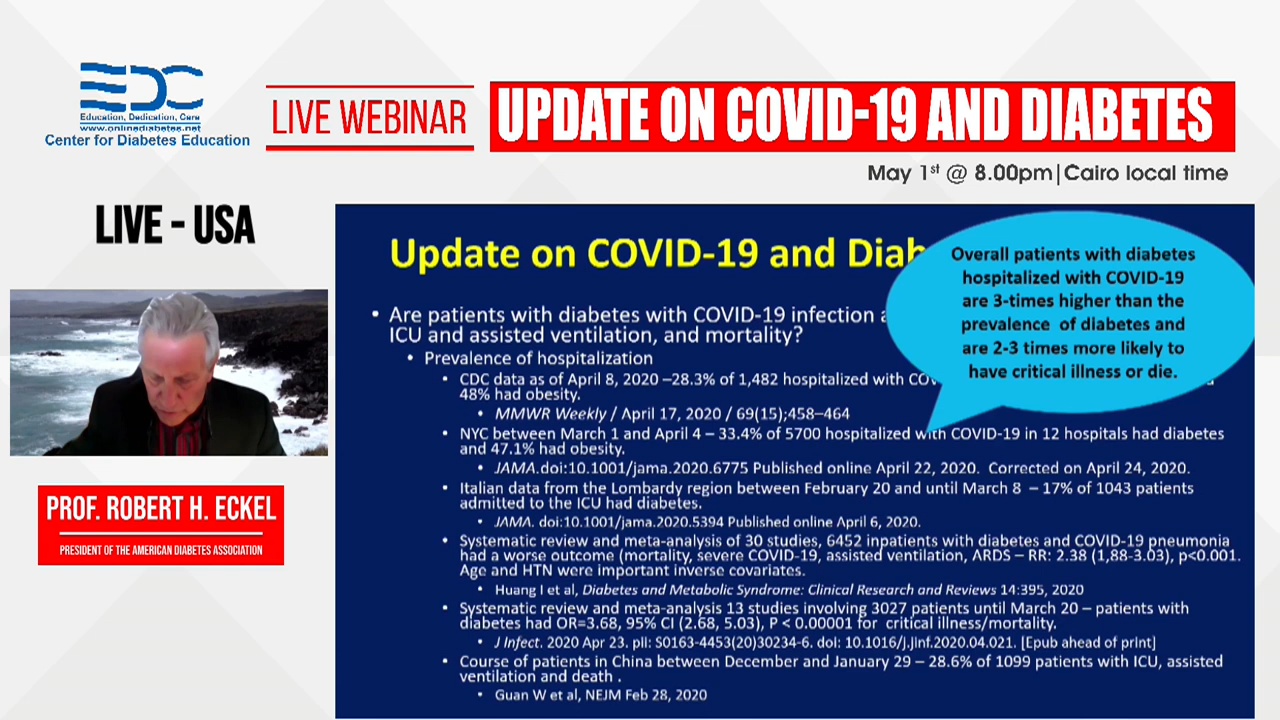 EDC
Education, Dedication, Care
www.onlinediabetes.net
Center for Diabetes Education
LIVE WEBINAR
UPDATE ON COVID-19 AND DIABETES
May 1st @ 8.00pm|Cairo local time
LIVE - USA
PROF. ROBERT H. ECKEL
PRESIDENT OF THE AMERICAN DIABETES ASSOCIATION
Update on COVID-19 and Diab
Overall patients with diabetes
hospitalized with COVID-19
are 3-times higher than the
prevalence of diabetes and
are 2-3 times more likely to
have critical illness or die.
• Are patients with diabetes with COVID-19 infection
ICU and assisted ventilation, and mortality?
• Prevalence of hospitalization
• CDC data as of April 8, 2020 –28.3% of 1,482 hospitalized with
48% had obesity.
• MMWR Weekly / April 17, 2020 / 69(15);458–464
• NYC between March 1 and April 4 – 33.4% of 5700 hospitalized with COVID-19 in 12 hospitals had diabetes
and 47.1% had obesity.
• JAMA.doi:10.1001/jama.2020.6775 Published online April 22, 2020. Corrected on April 24, 2020.
• Italian data from the Lombardy region between February 20 and until March 8 – 17% of 1043 patients
admitted to the ICU had diabetes.
• JAMA. doi:10.1001/jama.2020.5394 Published online April 6, 2020.
• Systematic review and meta-analysis of 30 studies, 6452 inpatients with diabetes and COVID-19 pneumonia
had a worse outcome (mortality, severe COVID-19, assisted ventilation, ARDS – RR: 2.38 (1,88-3.03), p<0.001.
Age and HTN were important inverse covariates.
• Huang I et al, Diabetes and Metabolic Syndrome: Clinical Research and Reviews 14:395, 2020
• Systematic review and meta-analysis 13 studies involving 3027 patients until March 20 – patients with
diabetes had OR=3.68, 95% CI (2.68, 5.03), P < 0.00001 for critical illness/mortality.
• J Infect. 2020 Apr 23. pii: S0163-4453(20)30234-6. doi: 10.1016/j.jinf.2020.04.021. [Epub ahead of print]
• Course of patients in China between December and January 29 – 28.6% of 1099 patients with ICU, assisted
ventilation and death .
• Guan W et al, NEJM Feb 28, 2020